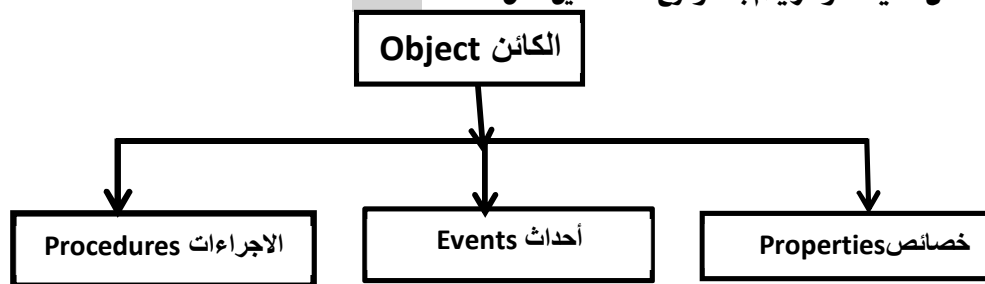 الكائن Object
خصائصProperties
أحداث Events
الاجراءات Procedures